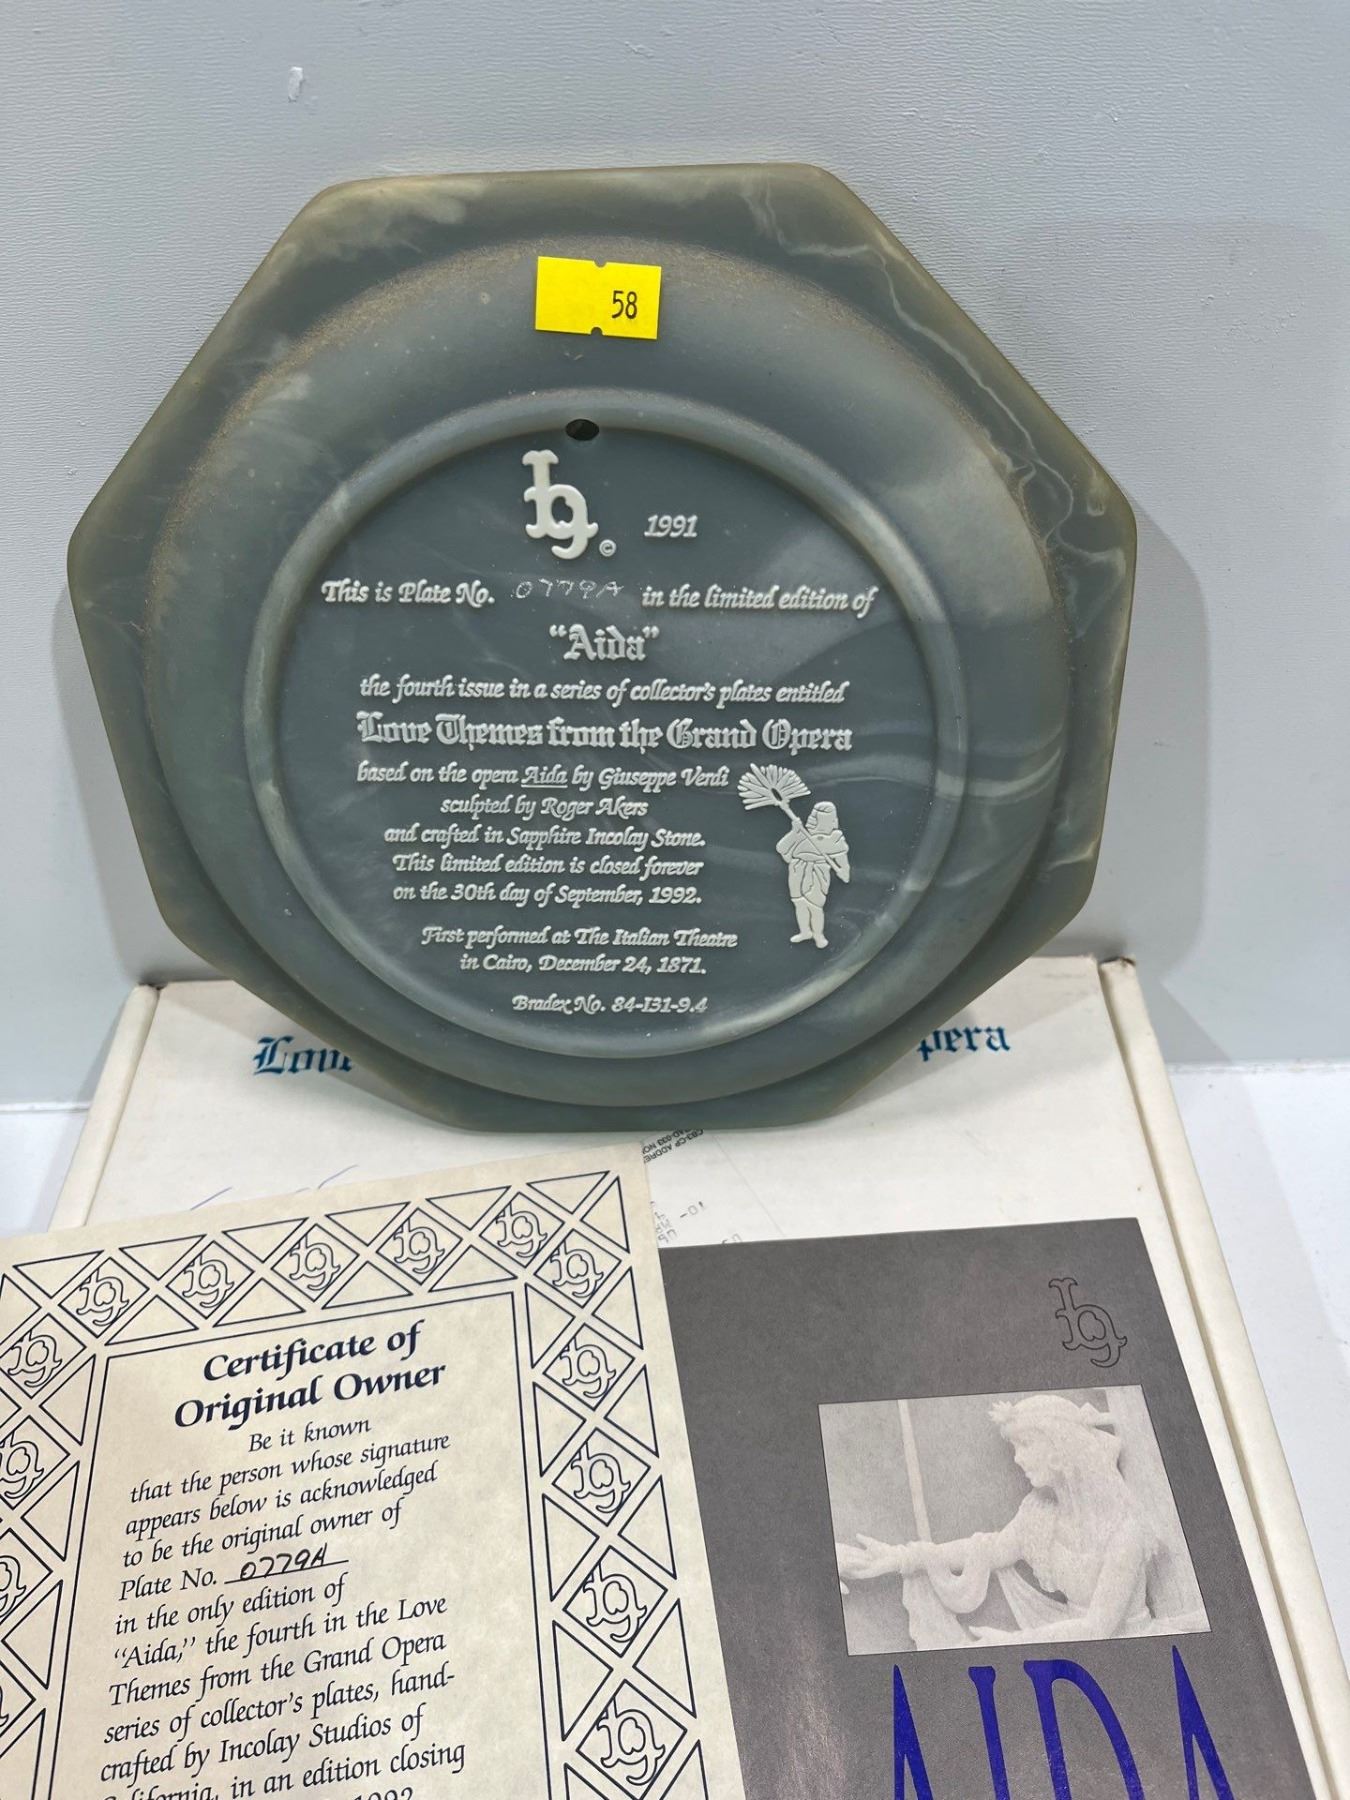 58
1991
This is Plate No. 0779A in the limited edition of
"Aida"
the fourth issue in a series of collector's plates entitled
Love Themes from the Grand Opera
based on the opera Aida by Giuseppe Verdi
sculpted by Roger Akers
and crafted in Sapphire Incolay Stone.
This limited edition is closed forever
on the 30th day of September, 1992.
First performed at The Italian Theatre
in Cairo, December 24, 1871.
Bradex No. 84-I31-9.4
Love pera
Certificate of
Original Owner
Be it known
that the person whose signature
appears below is acknowledged
to be the original owner of
Plate No. 0779A
in the only edition of
"Aida," the fourth in the Love
Themes from the Grand Opera
series of collector's plates, hand-
crafted by Incolay Studios of
California, in an edition closing
1992
AIDA